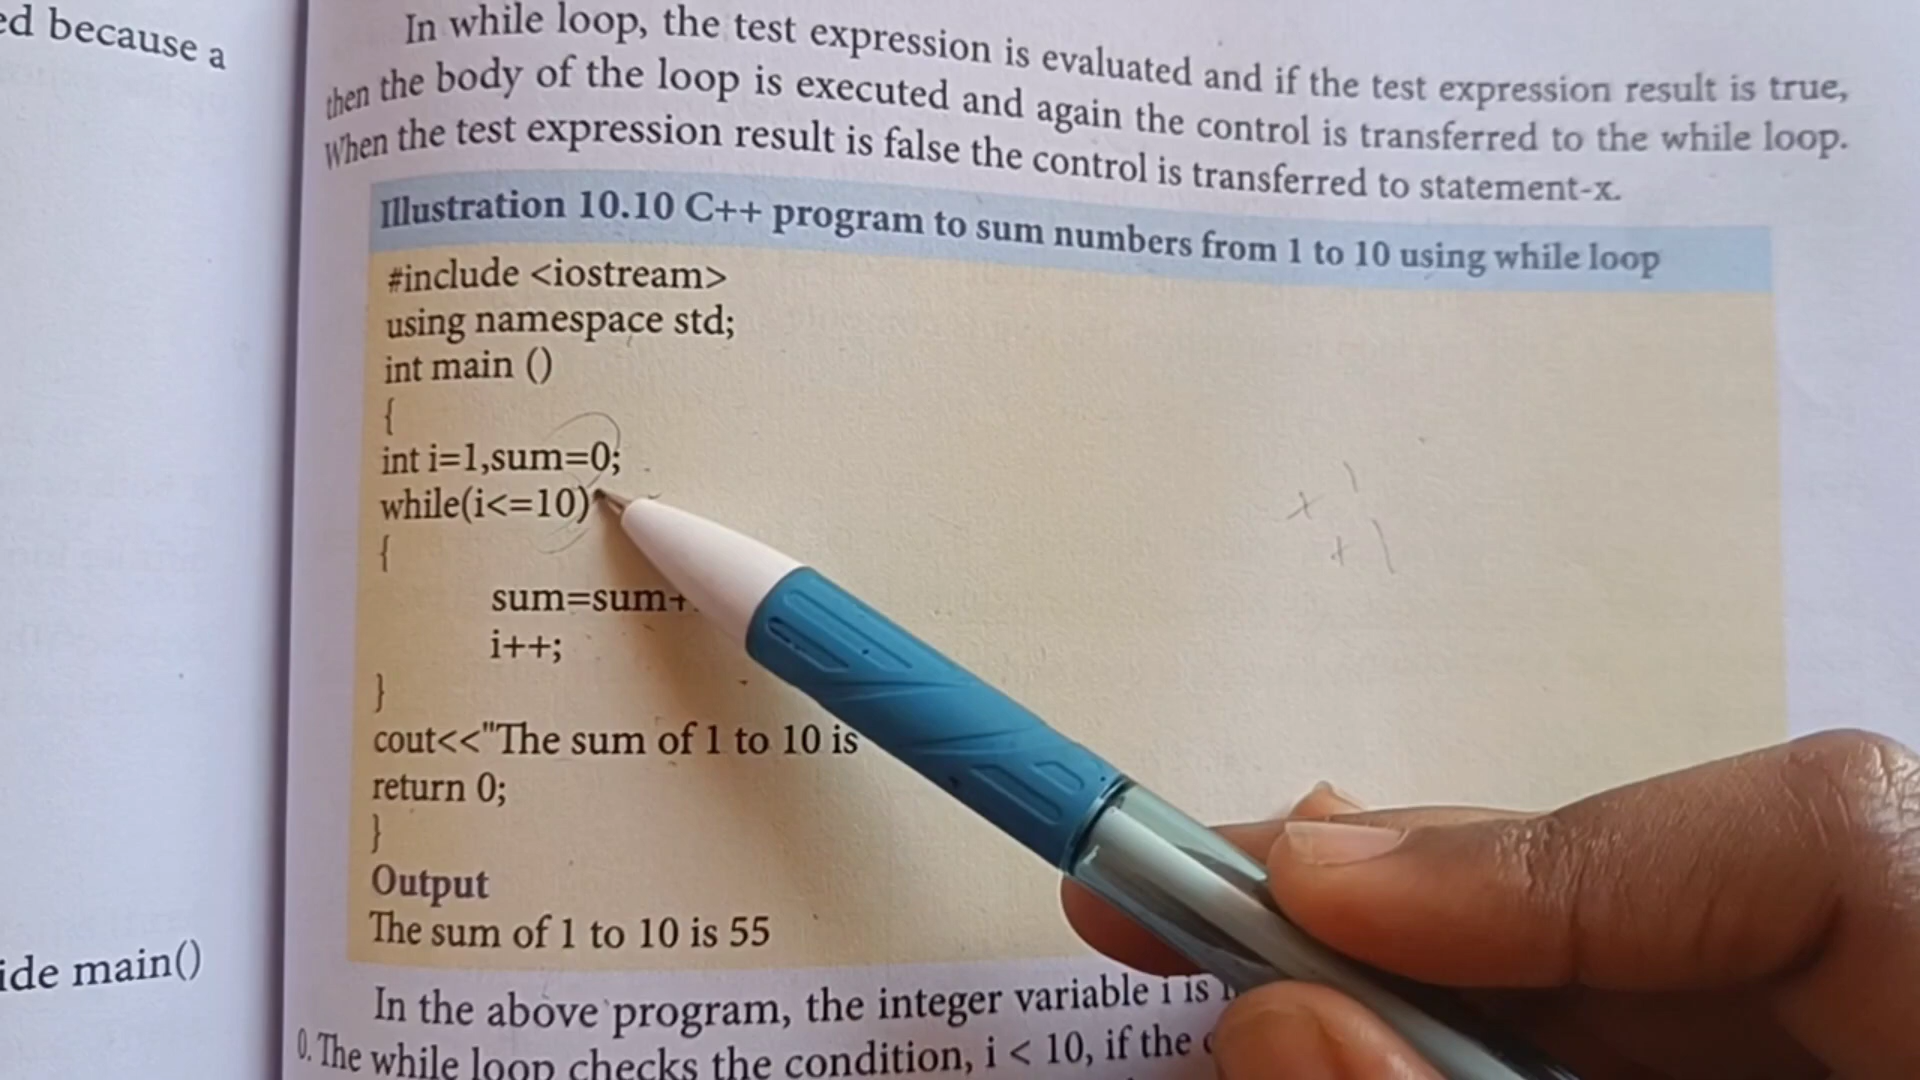 ed because a
ide main()
In while loop, the test expression is evaluated and if the test expression result is true,
then the body of the loop is executed and again the control is transferred to the while loop.
When the test expression result is false the control is transferred to statement-x.
Illustration 10.10 C++ program to sum numbers from 1 to 10 using while loop
#include <iostream>
using namespace std;
int main ()
{
int i=1,sum=0;
while(i<=10)
{
sum=sum+
i++;
}
cout<<"The sum of 1 to 10 is
return 0;
}
Output
The sum of 1 to 10 is 55
In the above program, the integer variable i is
0. The while loop checks the condition, i < 10, if the